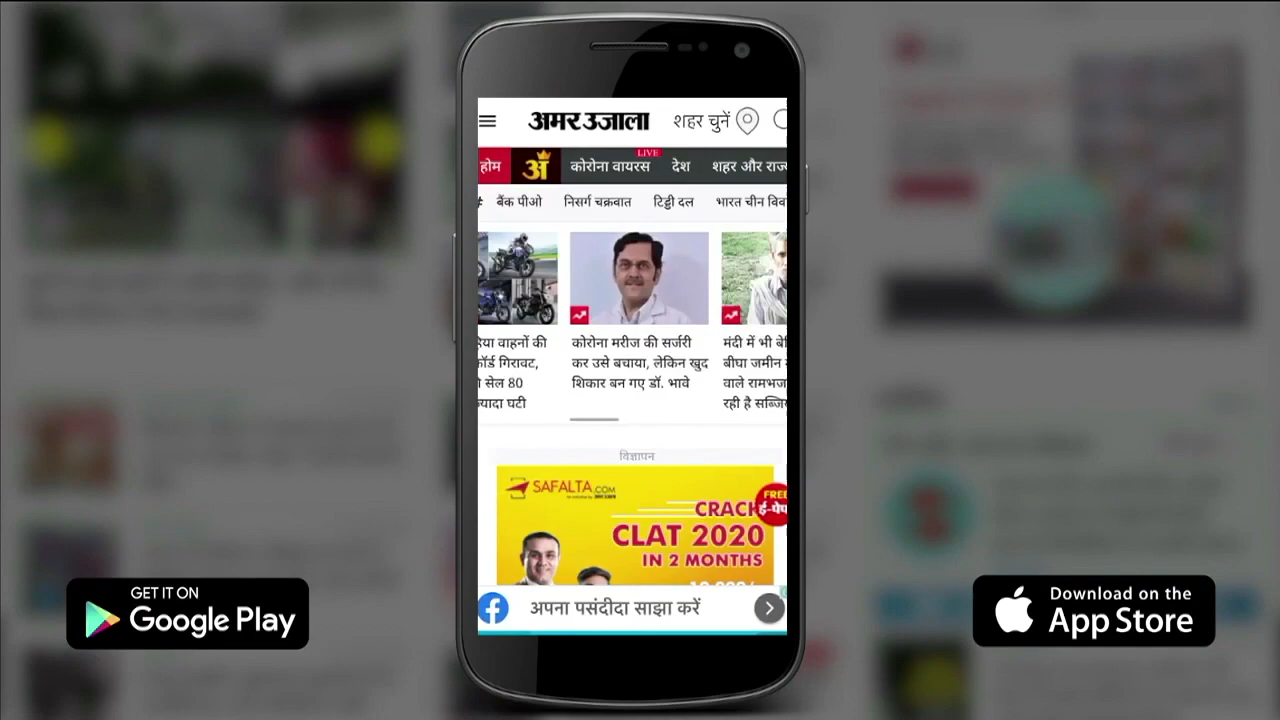 अमर उजाला
शहर चुनें
होम
अ
कोरोना वायरस
LIVE
देश
शहर और राज्
बैंक पीओ
निसर्ग चक्रवात
टिड्डी दल
भारत चीन विवा
हिया वाहनों की
कॉर्ड गिरावट,
सेल 80
ज्यादा घटी
कोरोना मरीज की सर्जरी
कर उसे बचाया, लेकिन खुद
शिकार बन गए डॉ. भावे
मंदी में भी
बीघा जमीन
वाले रामभज
रही है सब्जि
विज्ञापन
SAFALTA.COM
CRACK
CLAT 2020
IN 2 MONTHS
FREE
ई-पेप
अपना पसंदीदा साझा करें
GET IT ON
Google Play
Download on the
App Store